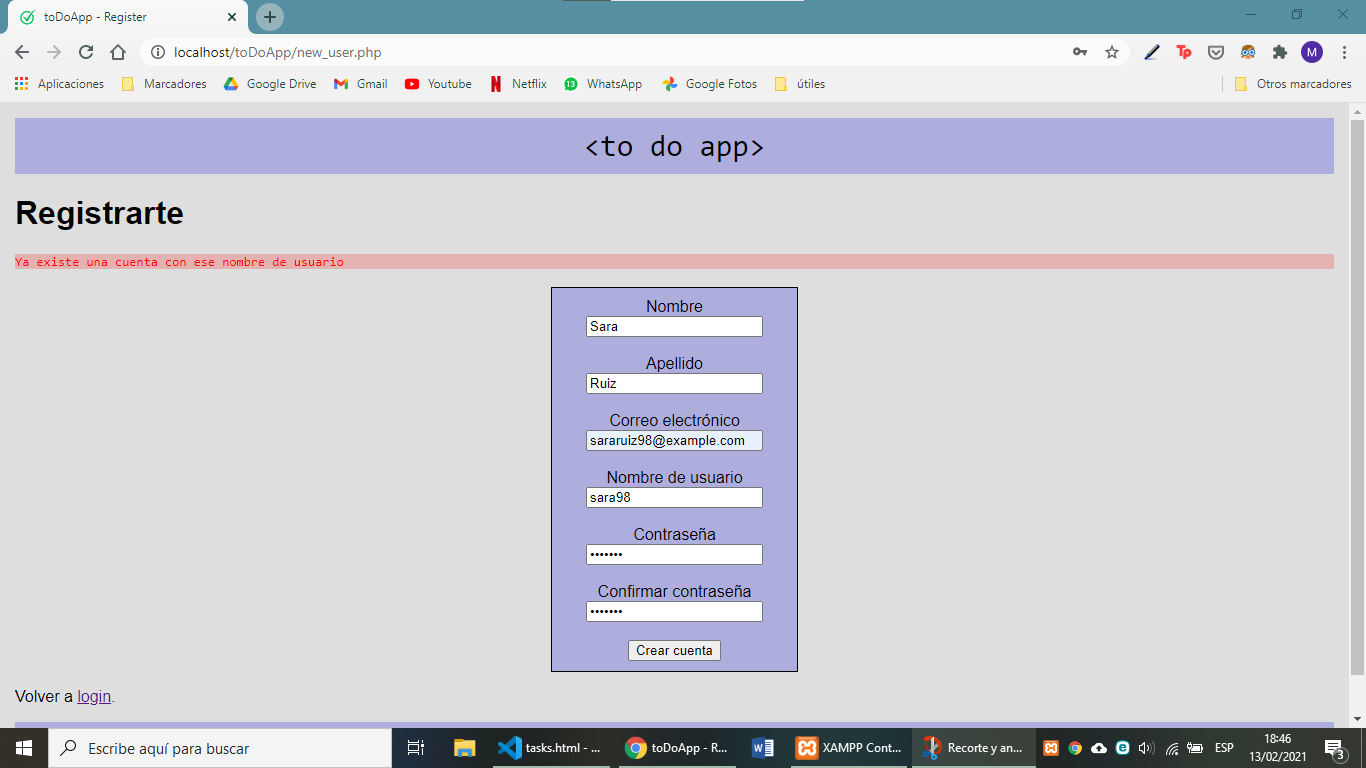 toDoApp - Register
localhost/toDoApp/new_user.php
M
Aplicaciones
Marcadores
Google Drive
Gmail
Youtube
Netflix
13
WhatsApp
Google Fotos
útiles
Otros marcadores
<to do app>
Registrarte
Ya existe una cuenta con ese nombre de usuario
Nombre
Sara
Apellido
Ruiz
Correo electrónico
sararuiz98@example.com
Nombre de usuario
sara98
Contraseña
•••••••
Confirmar contraseña
•••••••
Crear cuenta
Volver a login.
Escribe aquí para buscar
tasks.html - ...
toDoApp - R...
XAMPP Cont...
Recorte y an...
ESP
18:46
13/02/2021
3